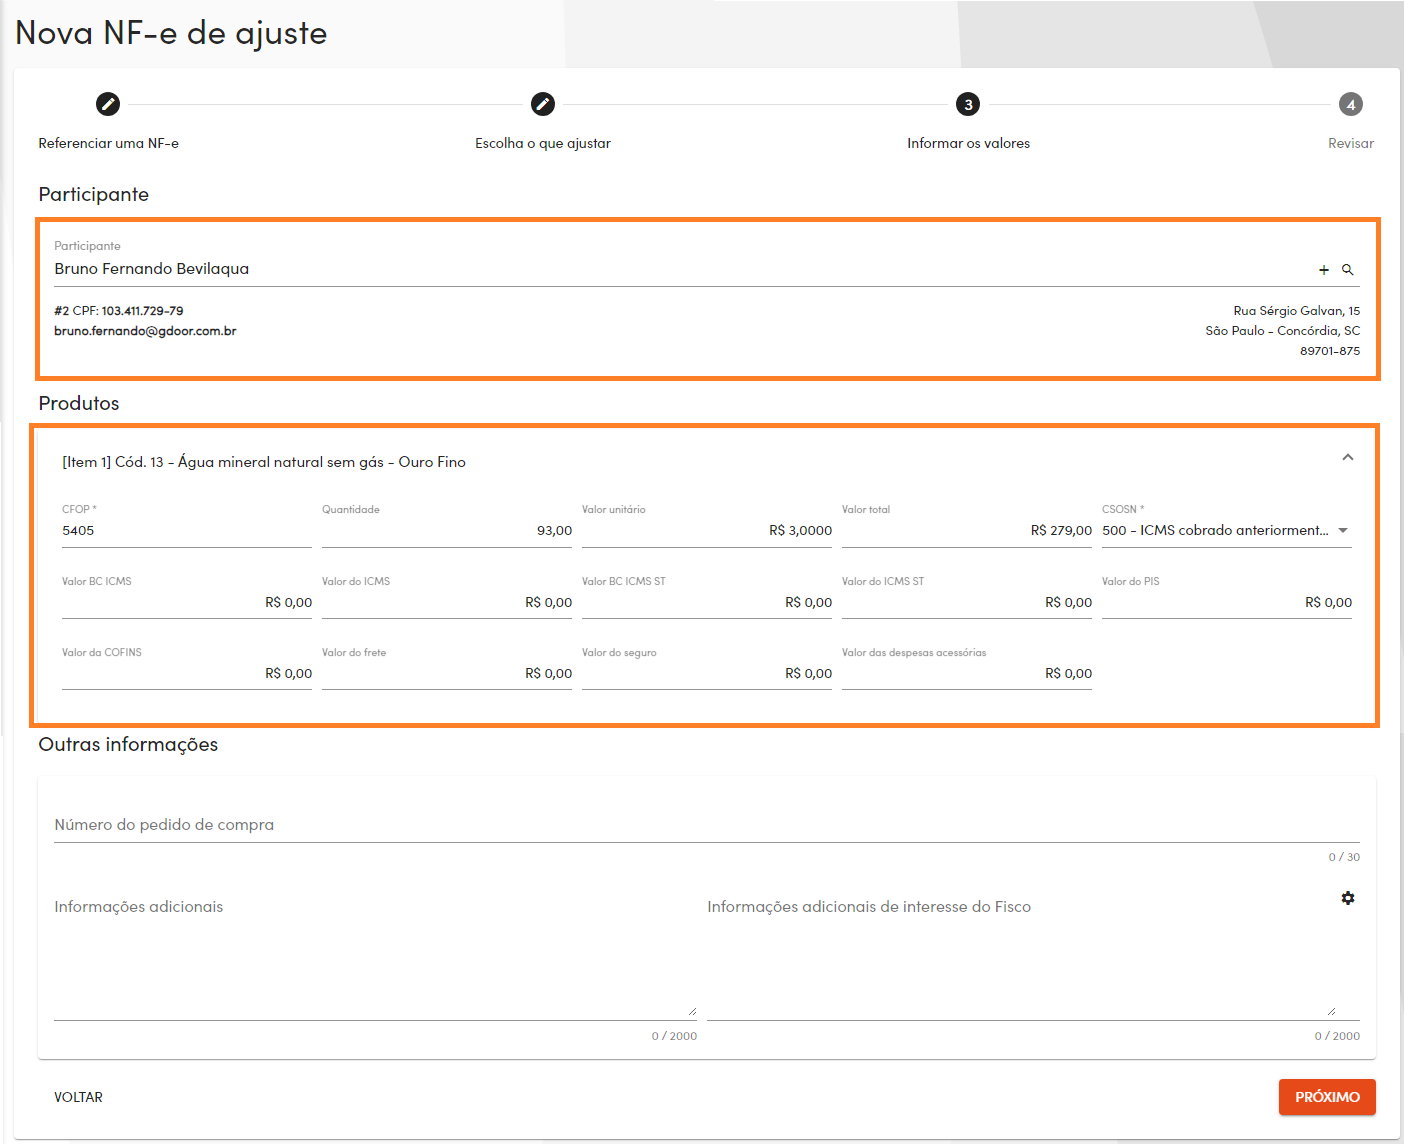 Nova NF-e de ajuste
3
4
Referenciar uma NF-e
Escolha o que ajustar
Informar os valores
Revisar
Participante
Participante
Bruno Fernando Bevilaqua
#2 CPF: 103.411.729-79
Rua Sérgio Galvan, 15
bruno.fernando@gdoor.com.br
São Paulo - Concórdia, SC
89701-875
Produtos
[Item 1] Cód. 13 - Água mineral natural sem gás - Ouro Fino
CFOP *
Quantidade
Valor unitário
Valor total
CSOSN *
5405
93,00
R$ 3,0000
R$ 279,00
500 - ICMS cobrado anteriorment...
Valor BC ICMS
Valor do ICMS
Valor BC ICMS ST
Valor do ICMS ST
Valor do PIS
R$ 0,00
R$ 0,00
R$ 0,00
R$ 0,00
R$ 0,00
Valor da COFINS
Valor do frete
Valor do seguro
Valor das despesas acessórias
R$ 0,00
R$ 0,00
R$ 0,00
R$ 0,00
Outras informações
Número do pedido de compra
0 / 30
Informações adicionais
Informações adicionais de interesse do Fisco
0 / 2000
0 / 2000
VOLTAR
PRÓXIMO